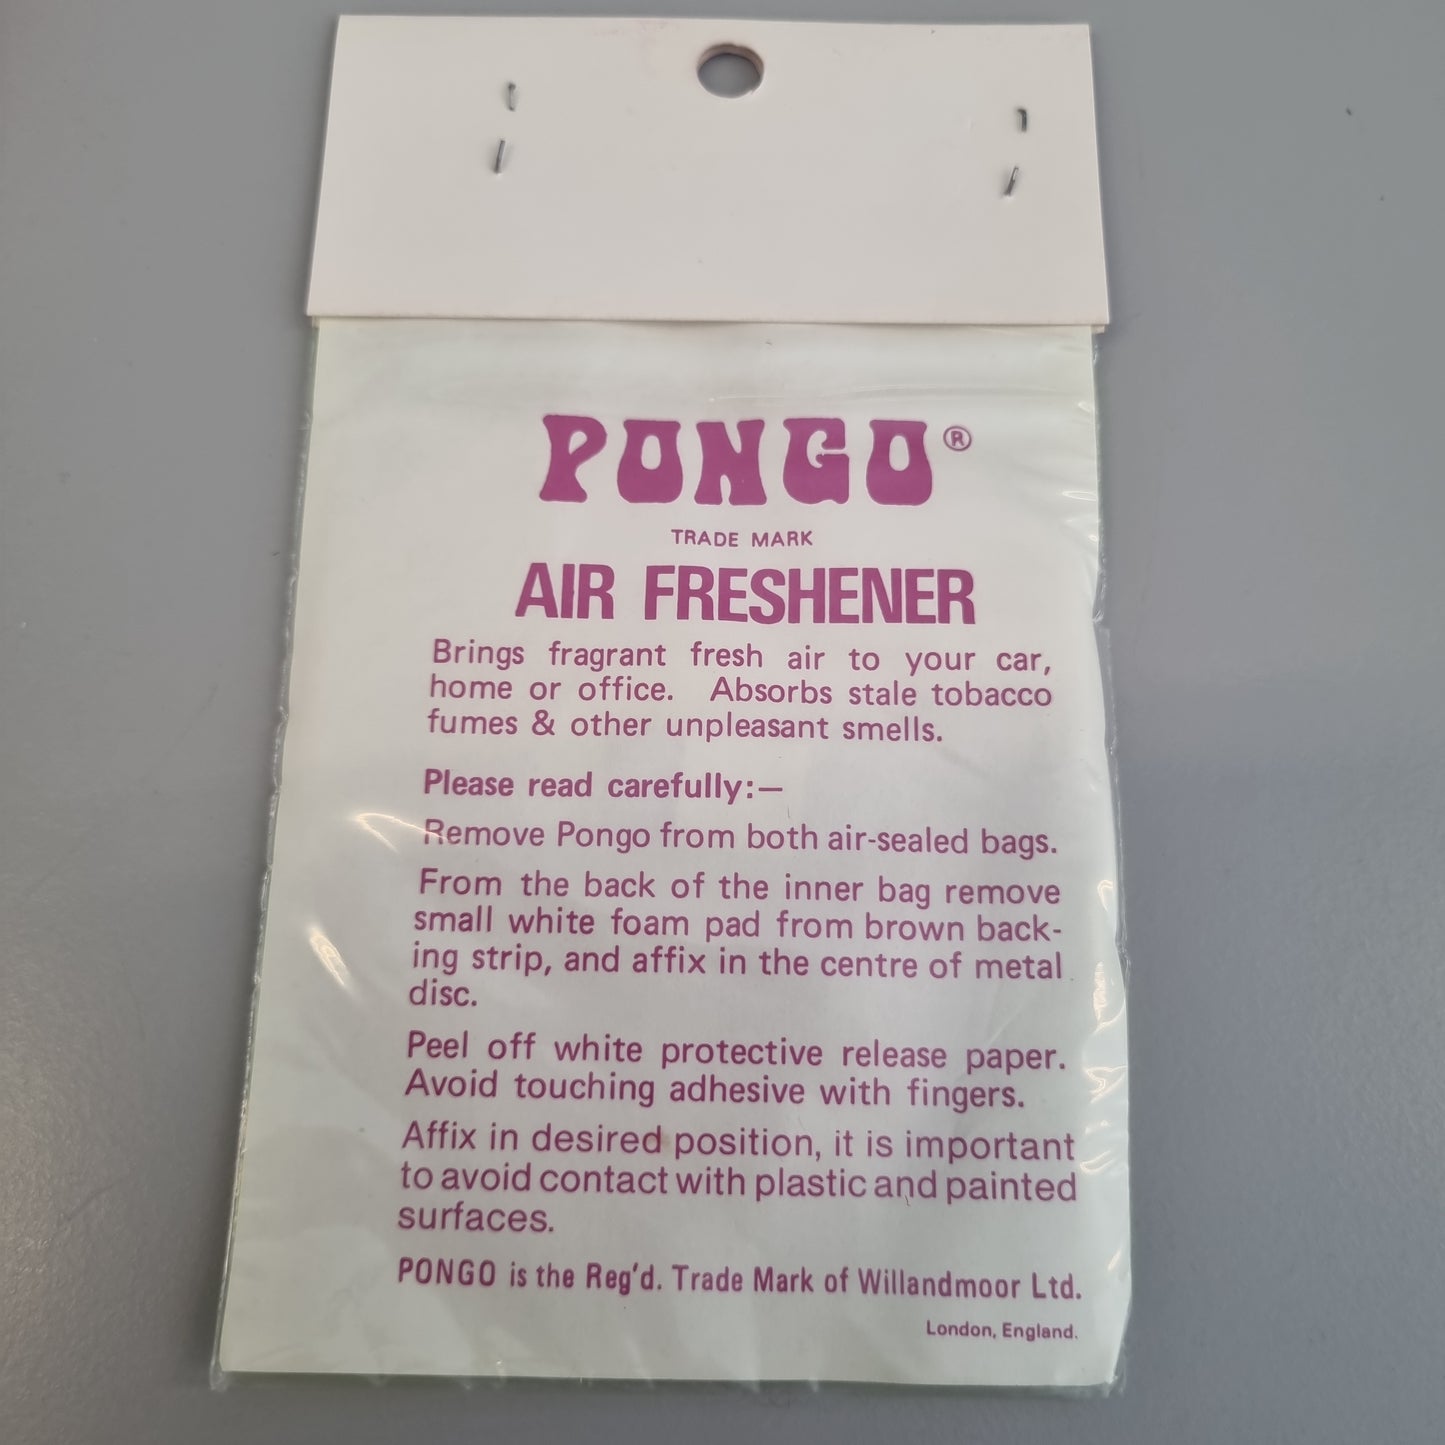 PONGO®
TRADE MARK
AIR FRESHENER
Brings fragrant fresh air to your car,
home or office. Absorbs stale tobacco
fumes & other unpleasant smells.
Please read carefully:—
Remove Pongo from both air-sealed bags.
From the back of the inner bag remove
small white foam pad from brown back-
ing strip, and affix in the centre of metal
disc.
Peel off white protective release paper.
Avoid touching adhesive with fingers.
Affix in desired position, it is important
to avoid contact with plastic and painted
surfaces.
PONGO is the Reg'd. Trade Mark of Willandmoor Ltd.
London, England.